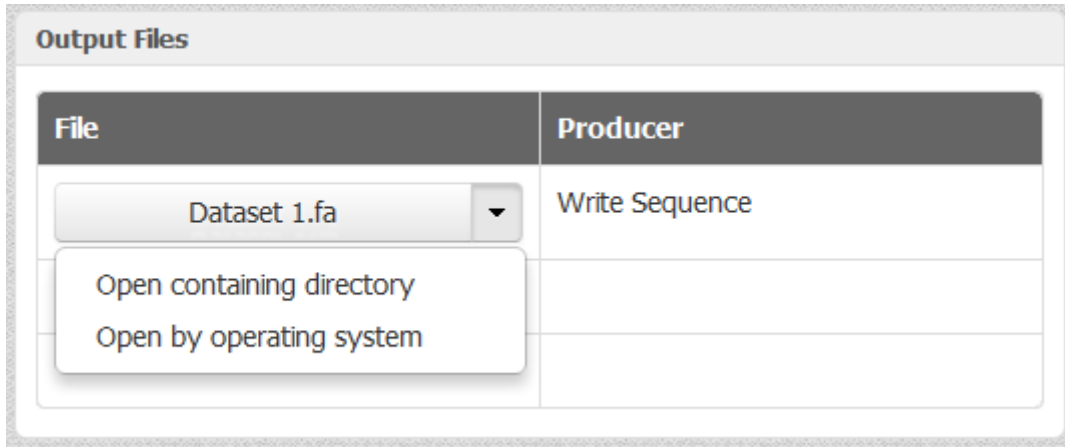 Output Files
File
Producer
Dataset 1.fa
Write Sequence
Open containing directory
Open by operating system